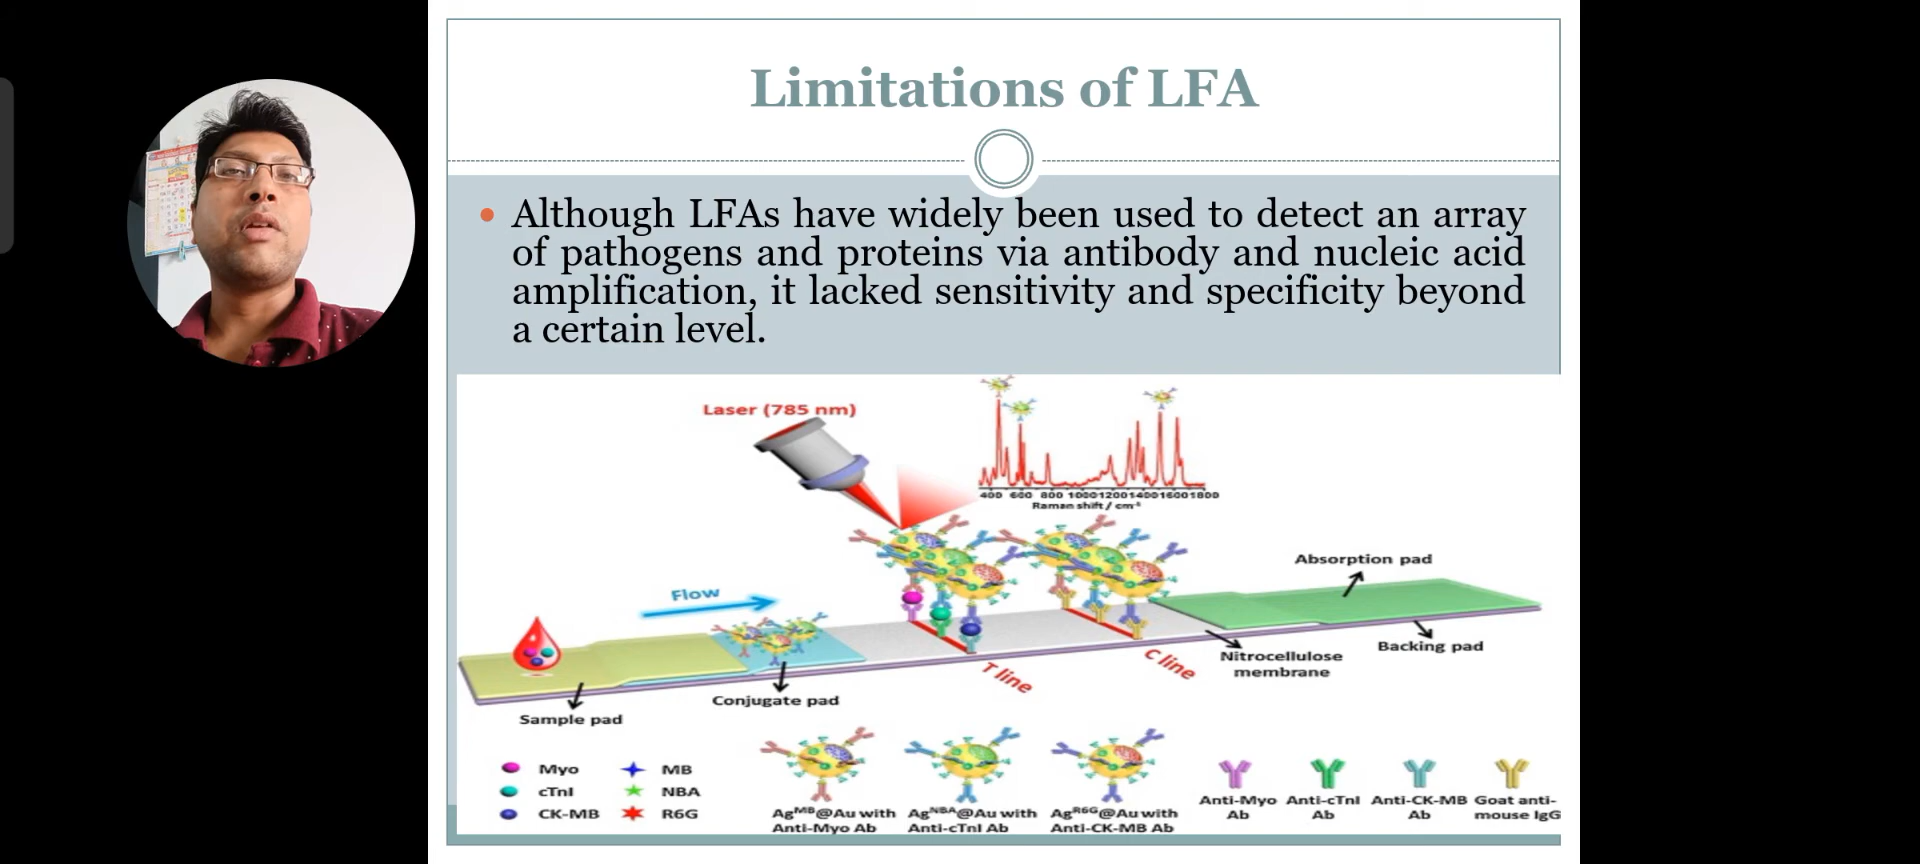 Limitations of LFA
Although LFAs have widely been used to detect an array
of pathogens and proteins via antibody and nucleic acid
amplification, it lacked sensitivity and specificity beyond
a certain level.
Laser (785 nm)
400 600 800 1000 1200 1400 1600 1800
Raman shift / cm⁻¹
Absorption pad
Flow
Backing pad
Nitrocellulose
membrane
T line
C line
Conjugate pad
Sample pad
Myo
MB
cTnI
NBA
CK-MB
R6G
Ag^MB@Au with
Anti-Myo Ab
Ag^NBA@Au with
Anti-cTnI Ab
Ag^R6G@Au with
Anti-CK-MB Ab
Anti-Myo
Ab
Anti-cTnI
Ab
Anti-CK-MB
Ab
Goat anti-
mouse IgG